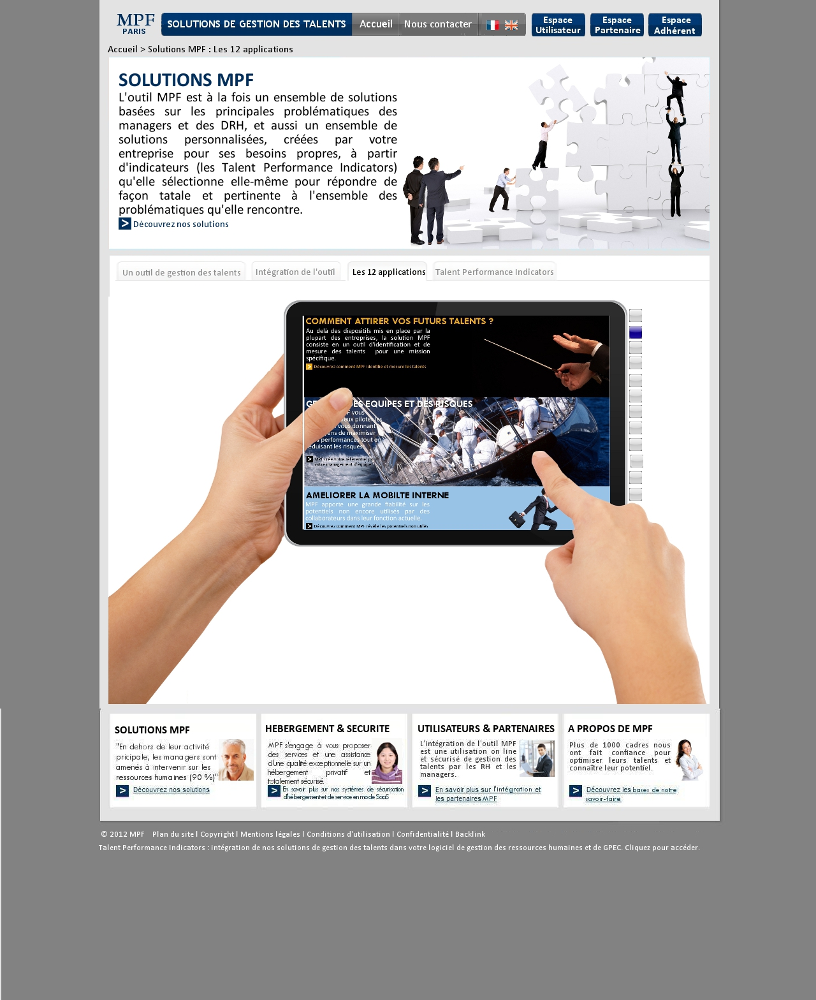 MPF
PARIS
SOLUTIONS DE GESTION DES TALENTS
Accueil
Nous contacter
Espace
Utilisateur
Espace
Partenaire
Espace
Adhérent
Accueil > Solutions MPF : Les 12 applications
SOLUTIONS MPF
L'outil MPF est à la fois un ensemble de solutions
basées sur les principales problématiques des
managers et des DRH, et aussi un ensemble de
solutions personnalisées, créées par votre
entreprise pour ses besoins propres, à partir
d'indicateurs (les Talent Performance Indicators)
qu'elle sélectionne elle-même pour répondre de
façon tatale et pertinente à l'ensemble des
problématiques qu'elle rencontre.
> Découvrez nos solutions
Un outil de gestion des talents
Intégration de l'outil
Les 12 applications
Talent Performance Indicators
COMMENT ATTIRER VOS FUTURS TALENTS ?
Au delà des dispositifs mis en place par la
plupart des entreprises, la solution MPF
consiste en un outil d'identification et de
mesure des talents pour une mission
spécifique.
> Découvrez comment MPF identifie et mesure les talents
EQUIPES ET DES RISQUES
vous
piloter les
vous donnant
de maximiser
performances tout en
réduisant les risques.
> MPF crée votre référentiel pour
votre management d'équipe
AMELIORER LA MOBILTE INTERNE
MPF apporte une grande fiabilité sur les
potentiels non encore utilisés par des
collaborateurs dans leur fonction actuelle.
> Découvrez comment MPF révèle les potentiels non utiles
SOLUTIONS MPF
"En dehors de leur activité
pricipale, les managers sont
amenés à intervenir sur les
ressources humaines (90 %)"
> Découvrez nos solutions
HEBERGEMENT & SECURITE
MPF s'engage à vous proposer
des services et une assistance
d'une qualité exceptionnelle sur un
hébergement privatif et
totalement sécurisé.
> En savoir plus sur nos systèmes de sécurisation
d'hébergement et de service en mode SaaS
UTILISATEURS & PARTENAIRES
L'intégration de l'outil MPF
est une utilisation on line
et sécurisé de gestion des
talents par les RH et les
managers.
> En savoir plus sur l'intégration et
les partenaires MPF
A PROPOS DE MPF
Plus de 1000 cadres nous
ont fait confiance pour
optimiser leurs talents et
connaître leur potentiel.
> Découvrez les bases de notre
savoir-faire
© 2012 MPF Plan du site l Copyright l Mentions légales l Conditions d'utilisation l Confidentialité l Backlink
Talent Performance Indicators : intégration de nos solutions de gestion des talents dans votre logiciel de gestion des ressources humaines et de GPEC. Cliquez pour accéder.